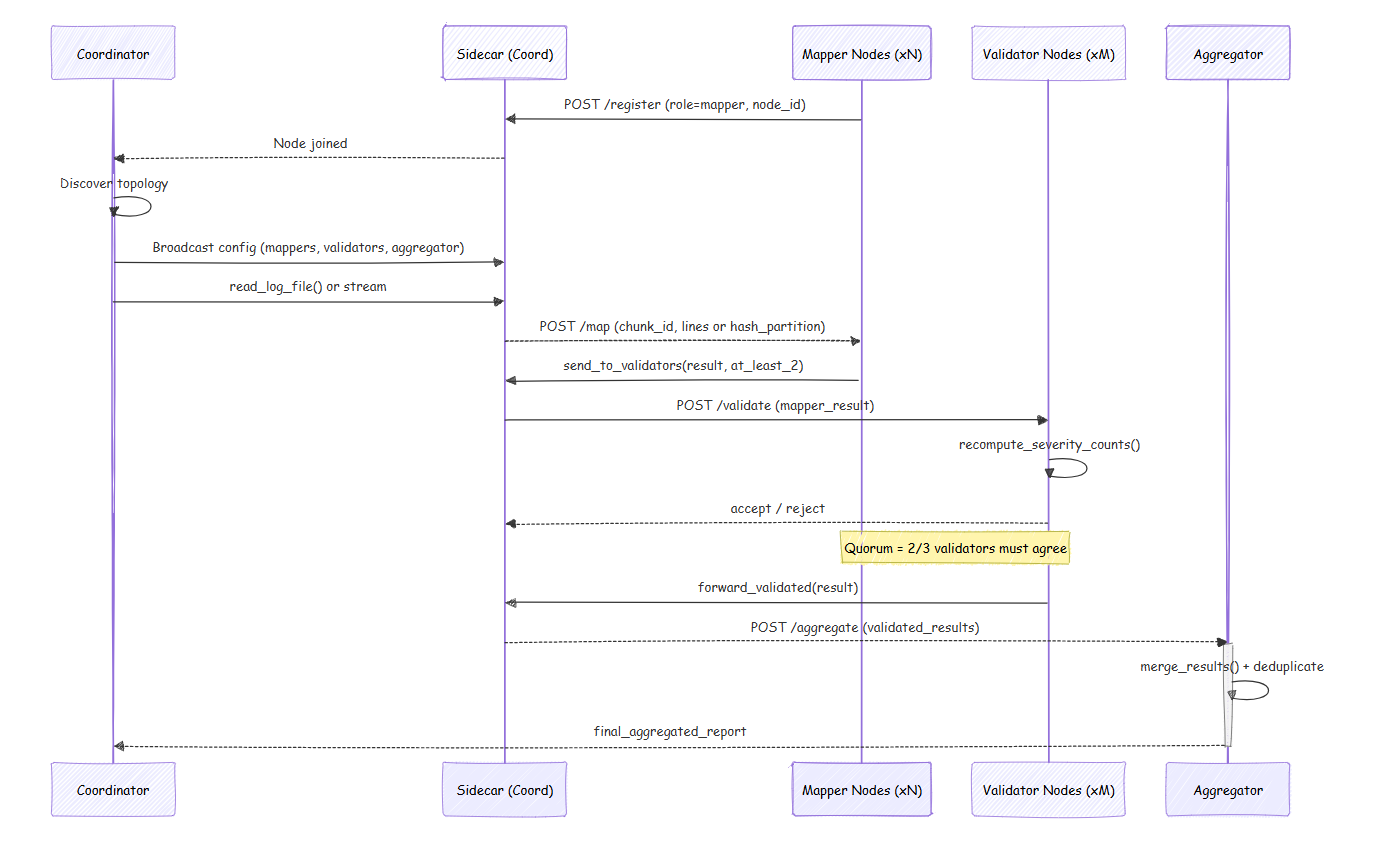 Coordinator
Sidecar (Coord)
Mapper Nodes (xN)
Validator Nodes (xM)
Aggregator
POST /register (role=mapper, node_id)
Node joined
Discover topology
Broadcast config (mappers, validators, aggregator)
read_log_file() or stream
POST /map (chunk_id, lines or hash_partition)
send_to_validators(result, at_least_2)
POST /validate (mapper_result)
recompute_severity_counts()
accept / reject
Quorum = 2/3 validators must agree
forward_validated(result)
POST /aggregate (validated_results)
merge_results() + deduplicate
final_aggregated_report
Coordinator
Sidecar (Coord)
Mapper Nodes (xN)
Validator Nodes (xM)
Aggregator